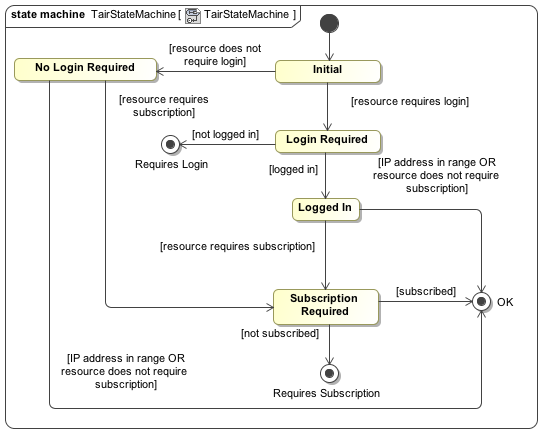 state machine TairStateMachine [ TairStateMachine ]
[resource does not
require login]
No Login Required
Initial
[resource requires
subscription]
[resource requires login]
[not logged in]
Login Required
Requires Login
[logged in]
[IP address in range OR
resource does not require
subscription]
Logged In
[resource requires subscription]
Subscription
Required
[subscribed]
OK
[not subscribed]
[IP address in range OR
resource does not require
subscription]
Requires Subscription